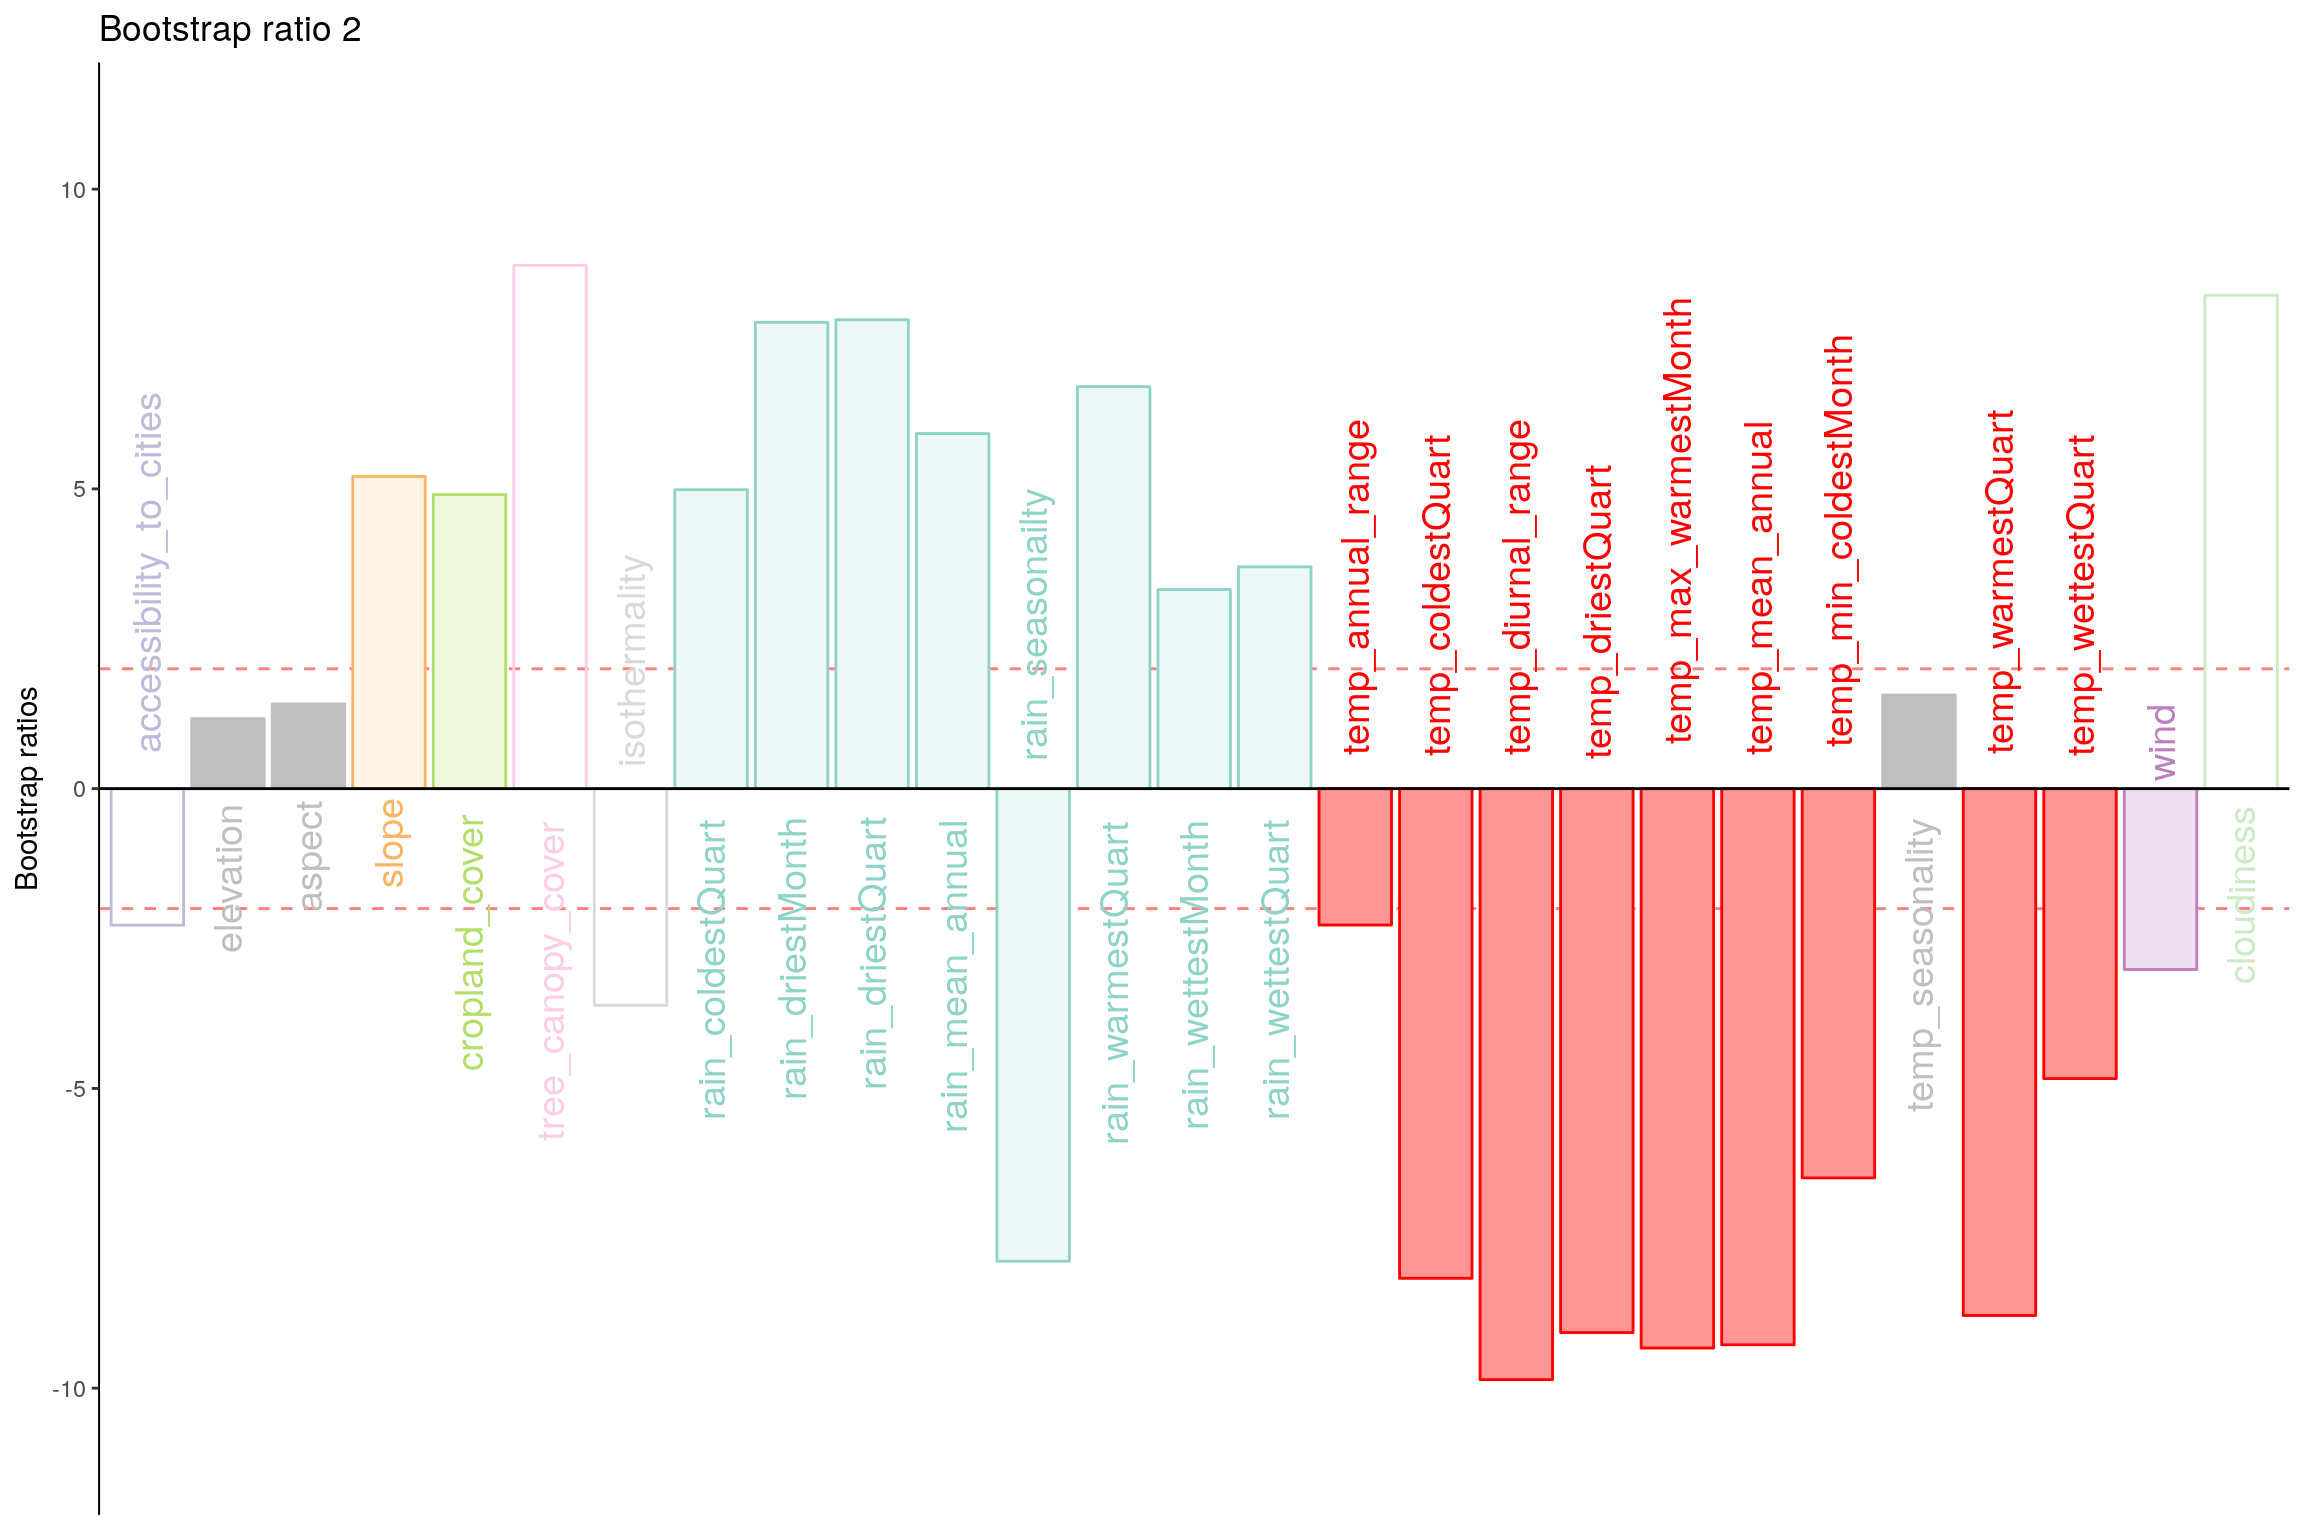 Bootstrap ratio 2
Bootstrap ratios
10
5
0
-5
-10
accessibility_to_cities
elevation
aspect
slope
cropland_cover
tree_canopy_cover
isothermality
rain_coldestQuart
rain_driestMonth
rain_driestQuart
rain_mean_annual
rain_seasonailty
rain_warmestQuart
rain_wettestMonth
rain_wettestQuart
temp_annual_range
temp_coldestQuart
temp_diurnal_range
temp_driestQuart
temp_max_warmestMonth
temp_mean_annual
temp_min_coldestMonth
temp_seasonality
temp_warmestQuart
temp_wettestQuart
wind
cloudiness